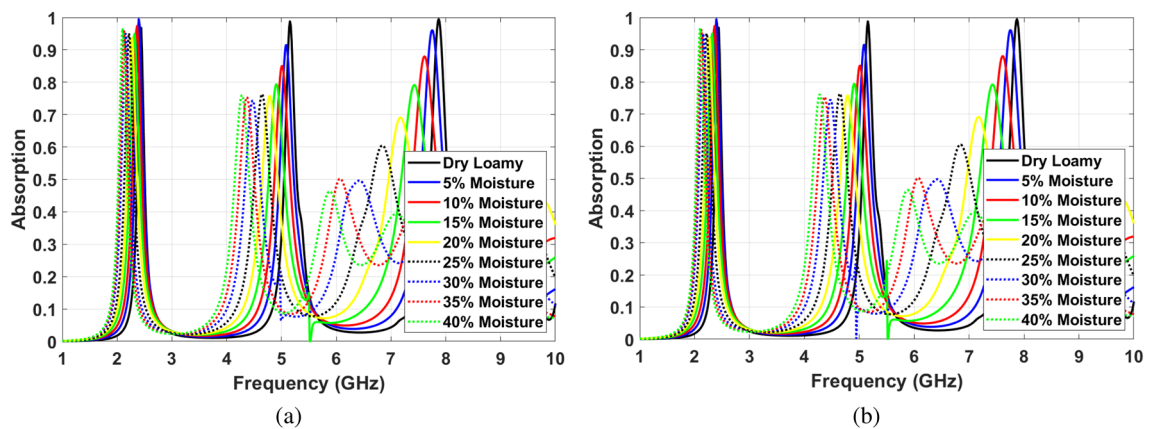 1
0.9
0.8
0.7
0.6
0.5
0.4
0.3
0.2
0.1
0
Absorption
1 2 3 4 5 6 7 8 9 10
Frequency (GHz)
Dry Loamy
5% Moisture
10% Moisture
15% Moisture
20% Moisture
25% Moisture
30% Moisture
35% Moisture
40% Moisture
(a)
1
0.9
0.8
0.7
0.6
0.5
0.4
0.3
0.2
0.1
0
Absorption
1 2 3 4 5 6 7 8 9 10
Frequency (GHz)
Dry Loamy
5% Moisture
10% Moisture
15% Moisture
20% Moisture
25% Moisture
30% Moisture
35% Moisture
40% Moisture
(b)